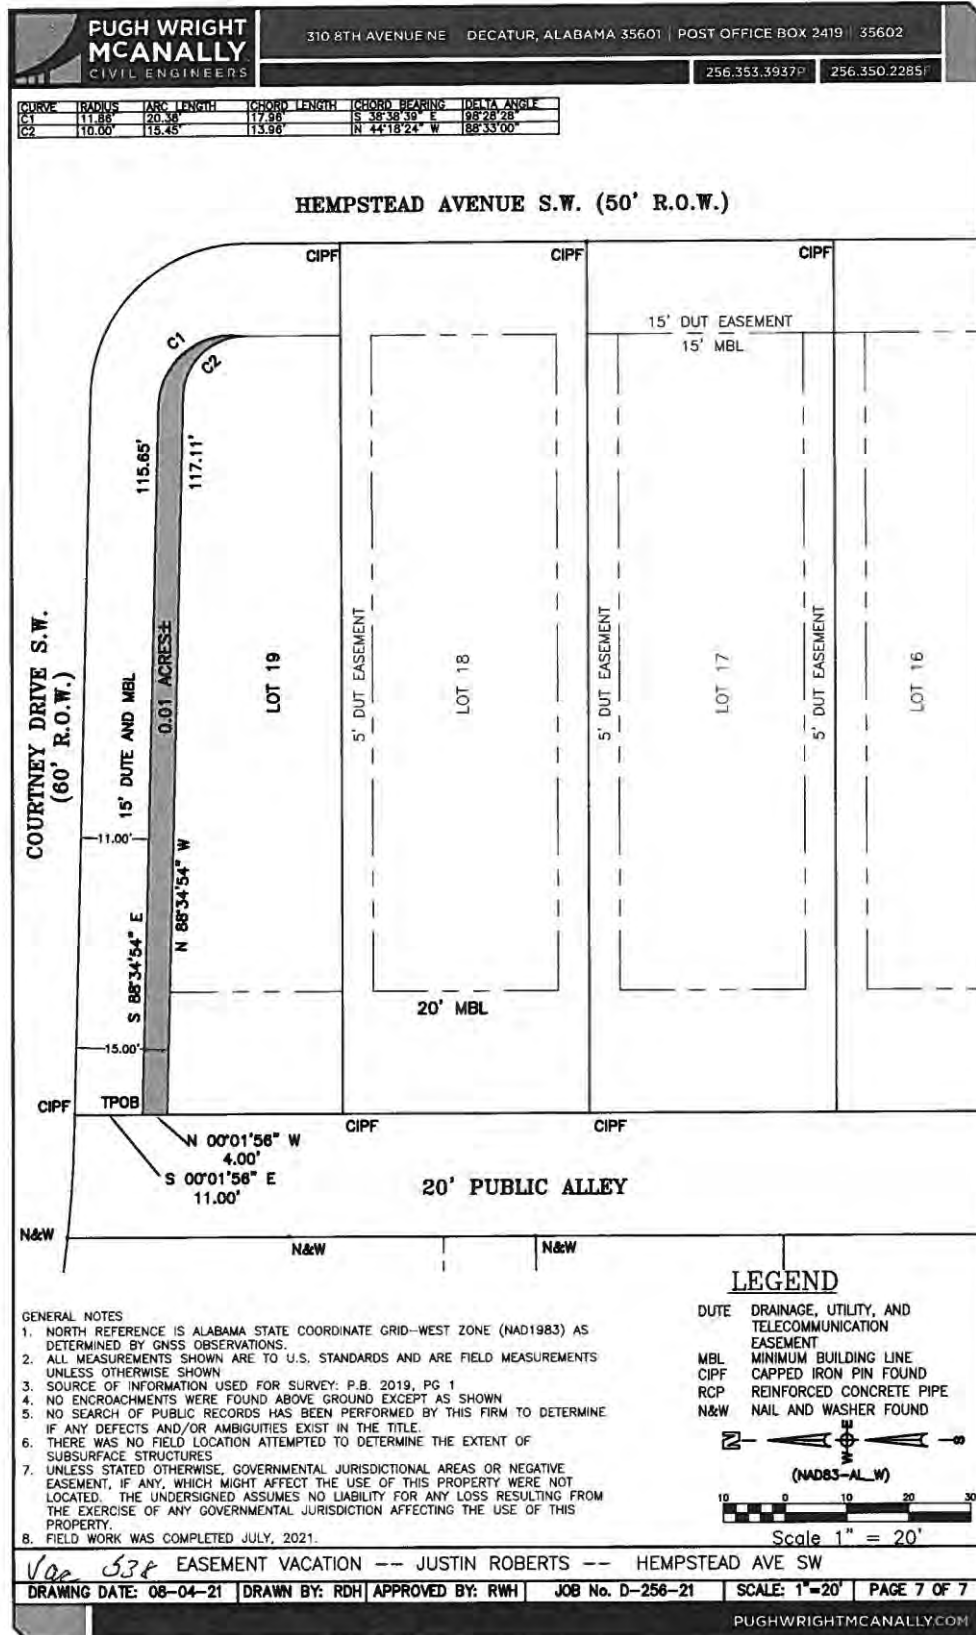 PUGH WRIGHT
MCANALLY
CIVIL ENGINEERS
310 8TH AVENUE NE DECATUR, ALABAMA 35601 | POST OFFICE BOX 2419 | 35602
256.353.3937P 256.350.2285F
CURVE RADIUS ARC LENGTH CHORD LENGTH CHORD BEARING DELTA ANGLE
C1 11.86' 20.38' 17.96' S 38°38'39" E 98°28'28"
C2 10.00' 15.45' 13.96' N 44°18'24" W 88°33'00"
HEMPSTEAD AVENUE S.W. (50' R.O.W.)
CIPF CIPF CIPF
15' DUT EASEMENT
15' MBL
C1
C2
115.65'
117.11'
COURTNEY DRIVE S.W.
(60' R.O.W.)
15' DUTE AND MBL
0.01 ACRES±
LOT 19
5' DUT EASEMENT
LOT 18
5' DUT EASEMENT
LOT 17
5' DUT EASEMENT
LOT 16
11.00'
S 88°34'54" E
N 88°34'54" W
20' MBL
15.00'
CIPF TPOB
CIPF CIPF
N 00°01'56" W
4.00'
S 00°01'56" E
11.00'
20' PUBLIC ALLEY
N&W
N&W N&W
LEGEND
DUTE DRAINAGE, UTILITY, AND
TELECOMMUNICATION
EASEMENT
MBL MINIMUM BUILDING LINE
CIPF CAPPED IRON PIN FOUND
RCP REINFORCED CONCRETE PIPE
N&W NAIL AND WASHER FOUND
N E W S
(NAD83-AL_W)
10 0 10 20 30
Scale 1" = 20'
GENERAL NOTES
1. NORTH REFERENCE IS ALABAMA STATE COORDINATE GRID--WEST ZONE (NAD1983) AS
DETERMINED BY GNSS OBSERVATIONS.
2. ALL MEASUREMENTS SHOWN ARE TO U.S. STANDARDS AND ARE FIELD MEASUREMENTS
UNLESS OTHERWISE SHOWN
3. SOURCE OF INFORMATION USED FOR SURVEY: P.B. 2019, PG 1
4. NO ENCROACHMENTS WERE FOUND ABOVE GROUND EXCEPT AS SHOWN
5. NO SEARCH OF PUBLIC RECORDS HAS BEEN PERFORMED BY THIS FIRM TO DETERMINE
IF ANY DEFECTS AND/OR AMBIGUITIES EXIST IN THE TITLE.
6. THERE WAS NO FIELD LOCATION ATTEMPTED TO DETERMINE THE EXTENT OF
SUBSURFACE STRUCTURES
7. UNLESS STATED OTHERWISE, GOVERNMENTAL JURISDICTIONAL AREAS OR NEGATIVE
EASEMENT, IF ANY, WHICH MIGHT AFFECT THE USE OF THIS PROPERTY WERE NOT
LOCATED. THE UNDERSIGNED ASSUMES NO LIABILITY FOR ANY LOSS RESULTING FROM
THE EXERCISE OF ANY GOVERNMENTAL JURISDICTION AFFECTING THE USE OF THIS
PROPERTY.
8. FIELD WORK WAS COMPLETED JULY, 2021.
Vac 538 EASEMENT VACATION -- JUSTIN ROBERTS -- HEMPSTEAD AVE SW
DRAWING DATE: 08-04-21 DRAWN BY: RDH APPROVED BY: RWH JOB No. D-256-21 SCALE: 1"=20' PAGE 7 OF 7
PUGHWRIGHTMCANALLY.COM